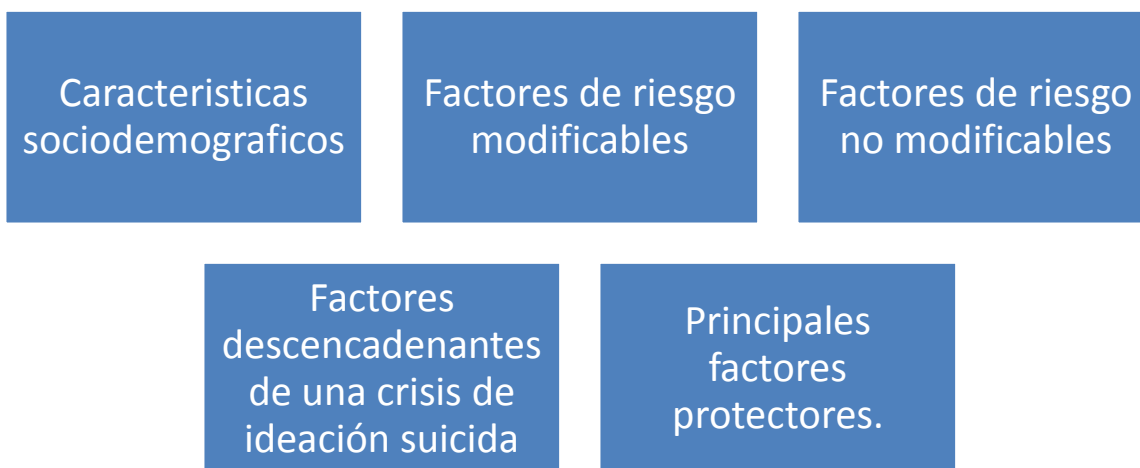 Caracteristicas
sociodemograficos
Factores de riesgo
modificables
Factores de riesgo
no modificables
Factores
descencadenantes
de una crisis de
ideación suicida
Principales
factores
protectores.